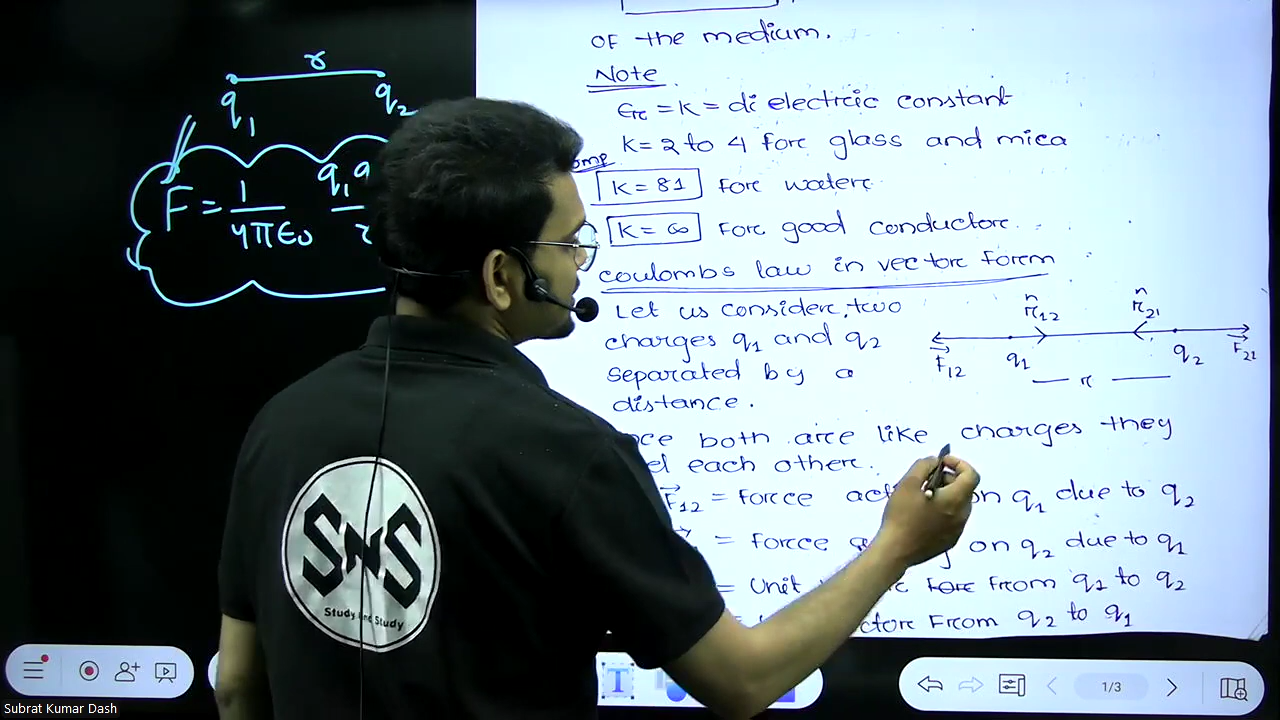 r
q1 q2
F = 1 q1 q
4πϵ0
of the medium.
Note
ϵr = K = di electric constant
K = 2 to 4 for glass and mica
K = 81 for water
K = ∞ for good conductor.
coulombs law in vector form
Let us consider, two
charges q1 and q2
separated by a
distance.
r̂12 r̂21
F⃗12 q1 q2 F⃗21
r
both are like charges they
each other.
F⃗12 = force on q1 due to q2
= force on q2 due to q1
= Unit from q1 to q2
from q2 to q1
SNS
Study and Study
T
1/3
Subrat Kumar Dash